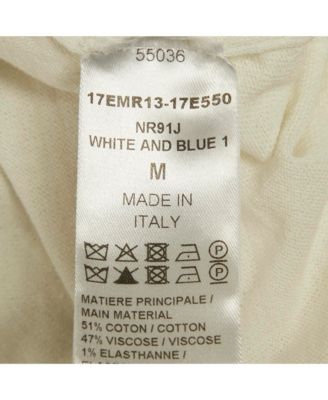 55036
17EMR13-17E550
NR91J
WHITE AND BLUE 1
M
MADE IN
ITALY
P
P
MATIERE PRINCIPALE /
MAIN MATERIAL
51% COTON / COTTON
47% VISCOSE / VISCOSE
1% ELASTHANNE /